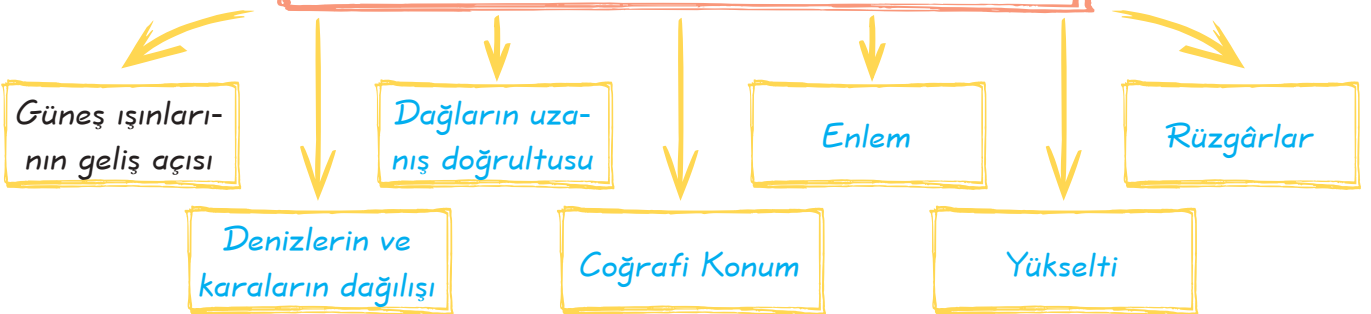 Güneş ışınları-
nın geliş açısı
Dağların uza-
nış doğrultusu
Enlem
Rüzgârlar
Denizlerin ve
karaların dağılışı
Coğrafi Konum
Yükselti